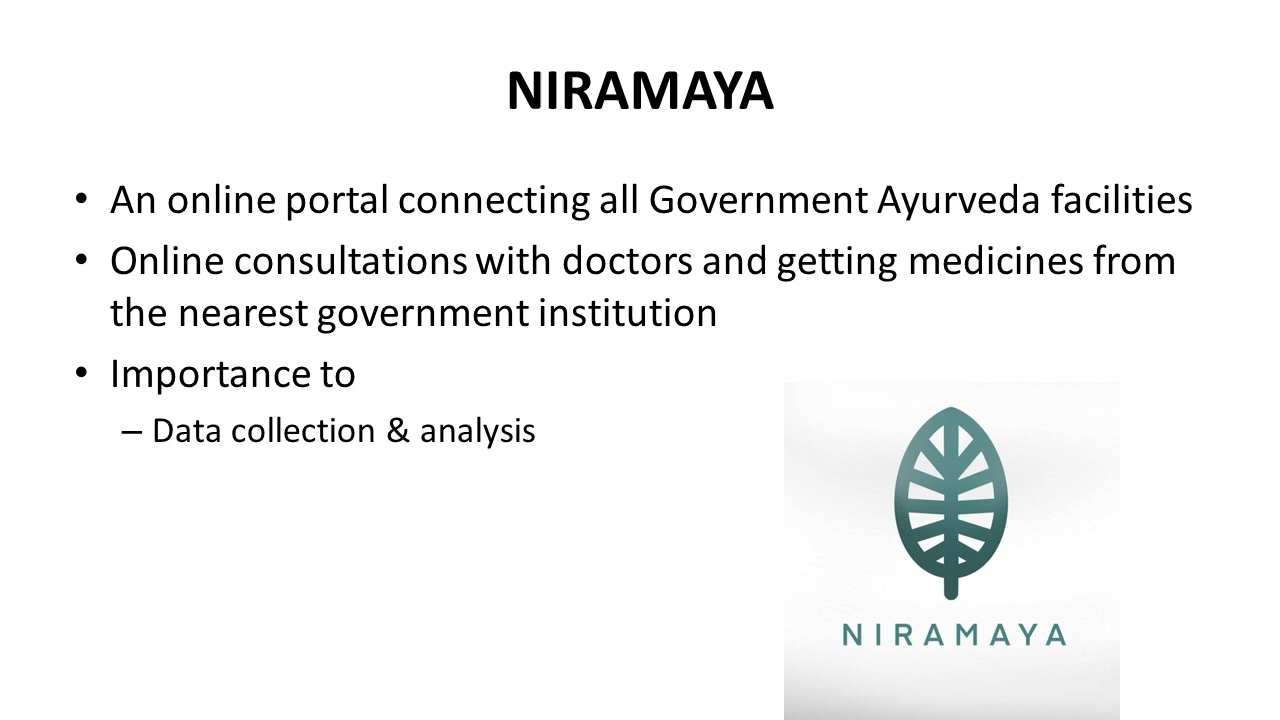 NIRAMAYA
• An online portal connecting all Government Ayurveda facilities
• Online consultations with doctors and getting medicines from
the nearest government institution
• Importance to
– Data collection & analysis
NIRAMAYA